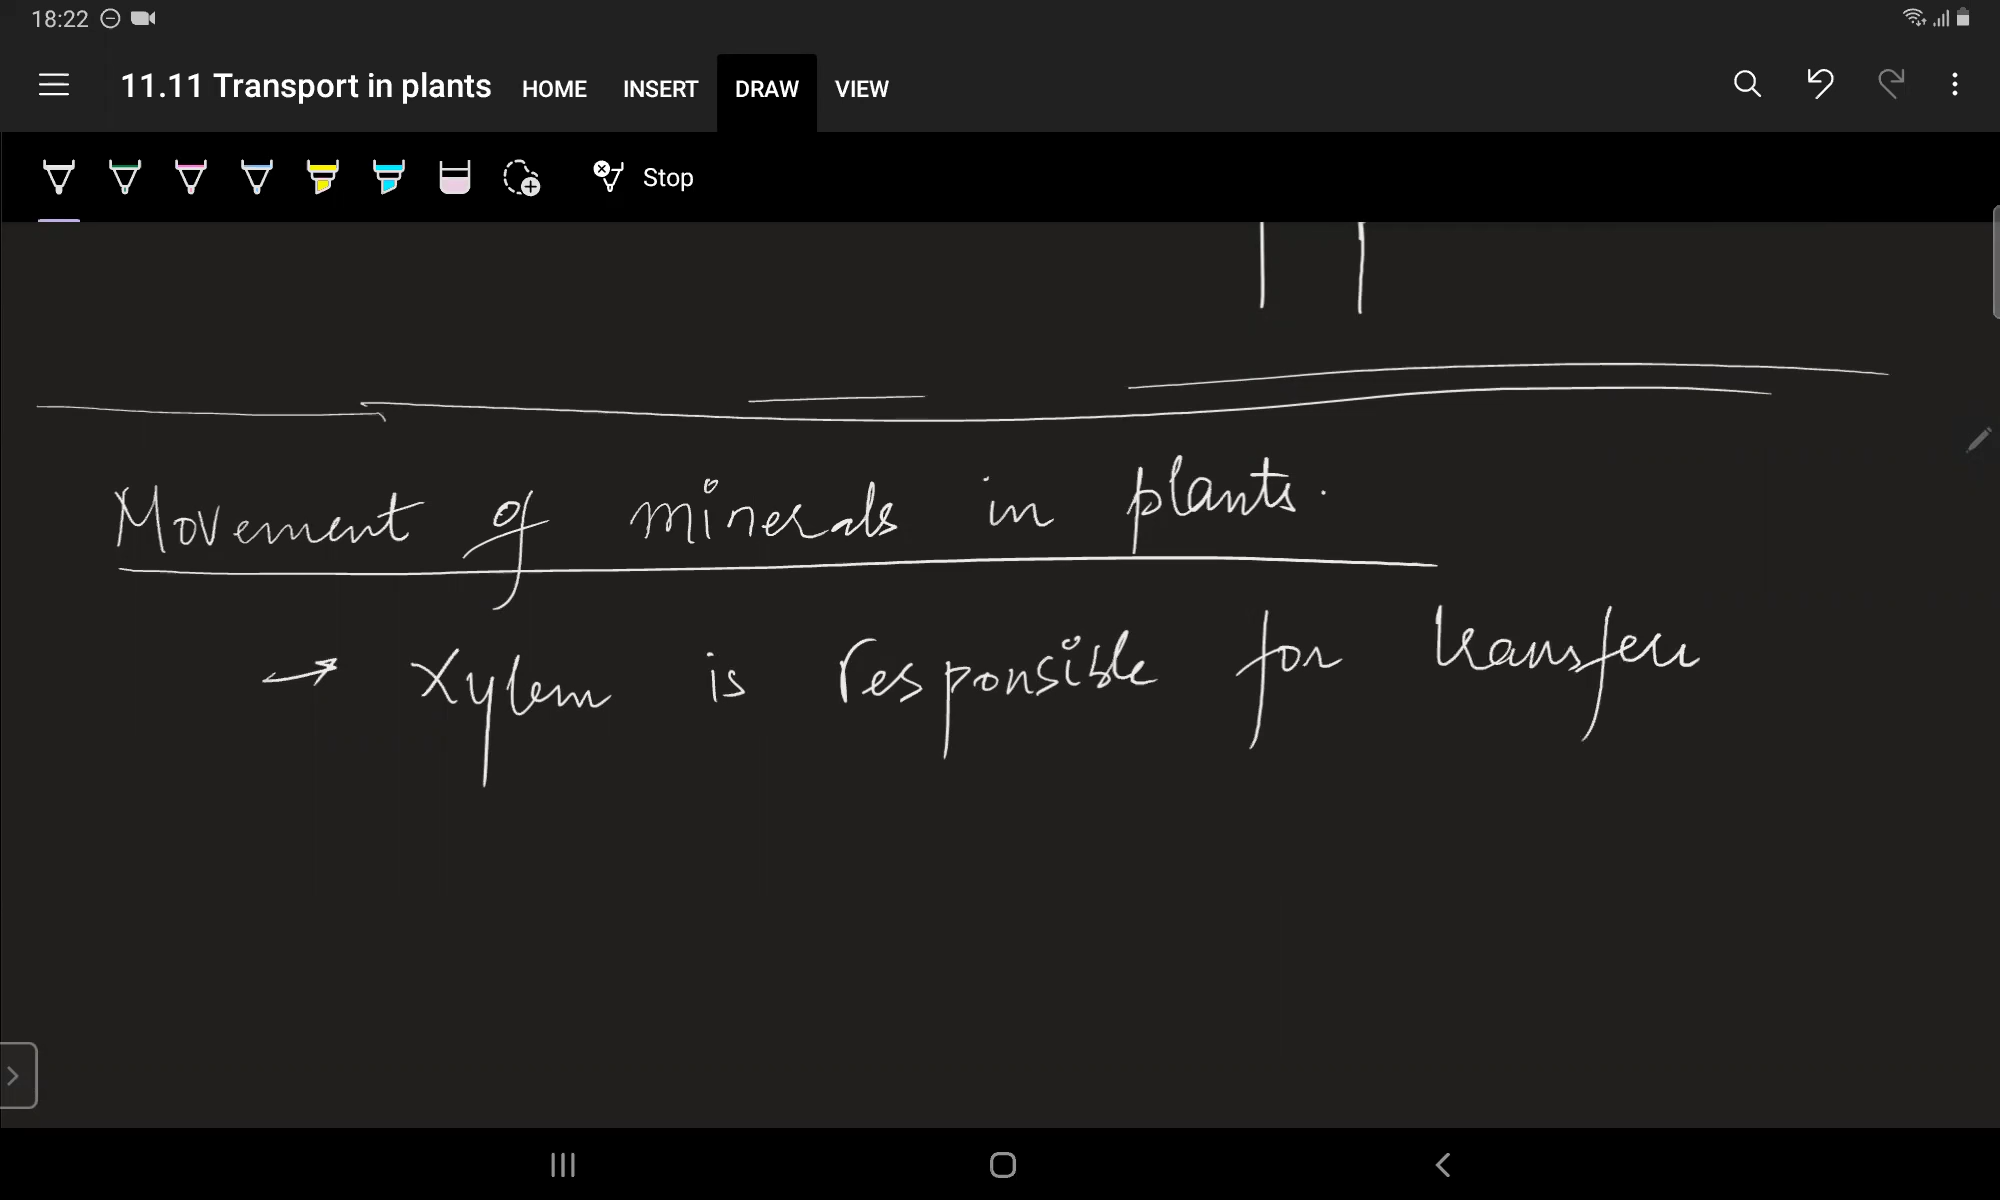 18:22
11.11 Transport in plants HOME INSERT DRAW VIEW
Stop
Movement of minerals in plants.
→ Xylem is responsible for transfer